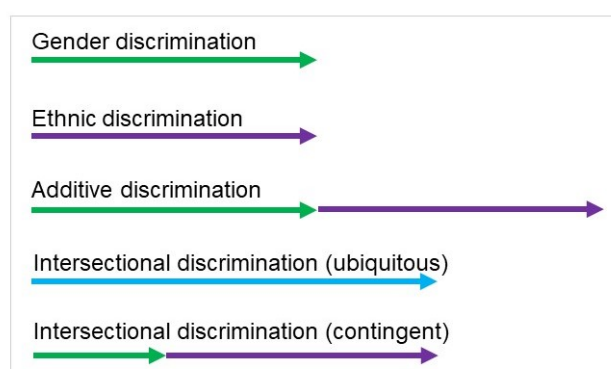 Gender discrimination
Ethnic discrimination
Additive discrimination
Intersectional discrimination (ubiquitous)
Intersectional discrimination (contingent)